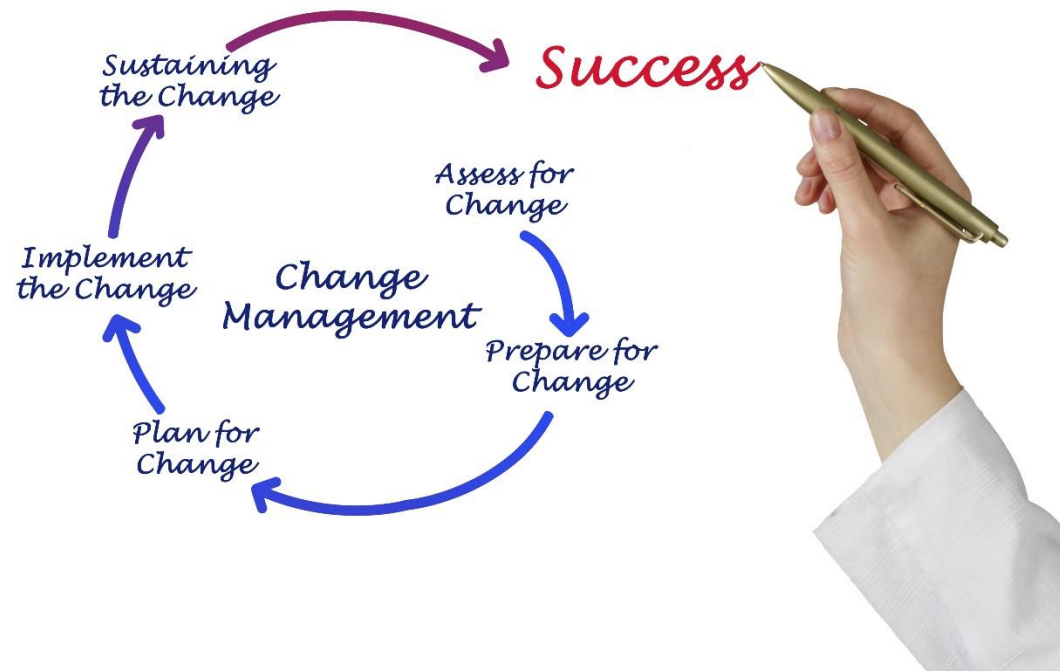 Sustaining
the Change
Success
Assess for
Change
Implement
the Change
Change
Management
Prepare for
Change
Plan for
Change